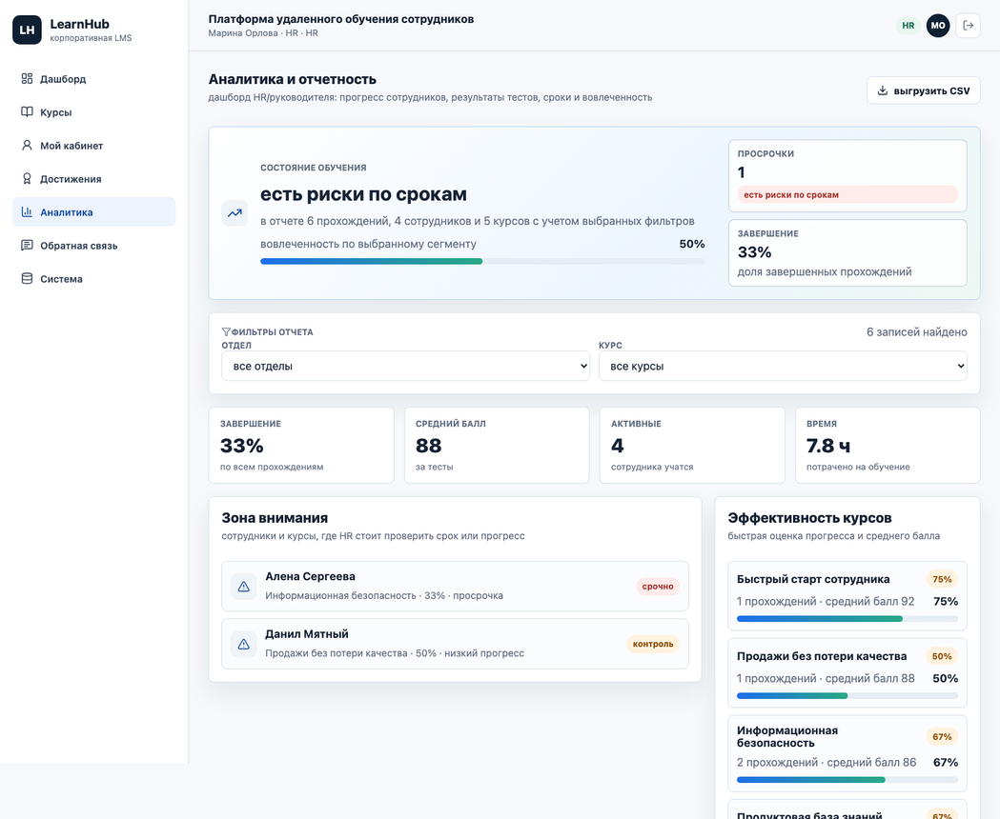 LH
LearnHub
корпоративная LMS
Дашборд
Курсы
Мой кабинет
Достижения
Аналитика
Обратная связь
Система
Платформа удаленного обучения сотрудников
Марина Орлова · HR · HR
HR
МО
Аналитика и отчетность
дашборд HR/руководителя: прогресс сотрудников, результаты тестов, сроки и вовлеченность
выгрузить CSV
СОСТОЯНИЕ ОБУЧЕНИЯ
есть риски по срокам
в отчете 6 прохождений, 4 сотрудников и 5 курсов с учетом выбранных фильтров
вовлеченность по выбранному сегменту 50%
ПРОСРОЧКИ
1
есть риски по срокам
ЗАВЕРШЕНИЕ
33%
доля завершенных прохождений
ФИЛЬТРЫ ОТЧЕТА
6 записей найдено
ОТДЕЛ
все отделы
КУРС
все курсы
ЗАВЕРШЕНИЕ
33%
по всем прохождениям
СРЕДНИЙ БАЛЛ
88
за тесты
АКТИВНЫЕ
4
сотрудника учатся
ВРЕМЯ
7.8 ч
потрачено на обучение
Зона внимания
сотрудники и курсы, где HR стоит проверить срок или прогресс
Алена Сергеева
Информационная безопасность · 33% · просрочка
срочно
Данил Мятный
Продажи без потери качества · 50% · низкий прогресс
контроль
Эффективность курсов
быстрая оценка прогресса и среднего балла
Быстрый старт сотрудника 75%
1 прохождений · средний балл 92 75%
Продажи без потери качества 50%
1 прохождений · средний балл 88 50%
Информационная
безопасность
67%
2 прохождений · средний балл 86 67%
Продуктовая база знаний 67%